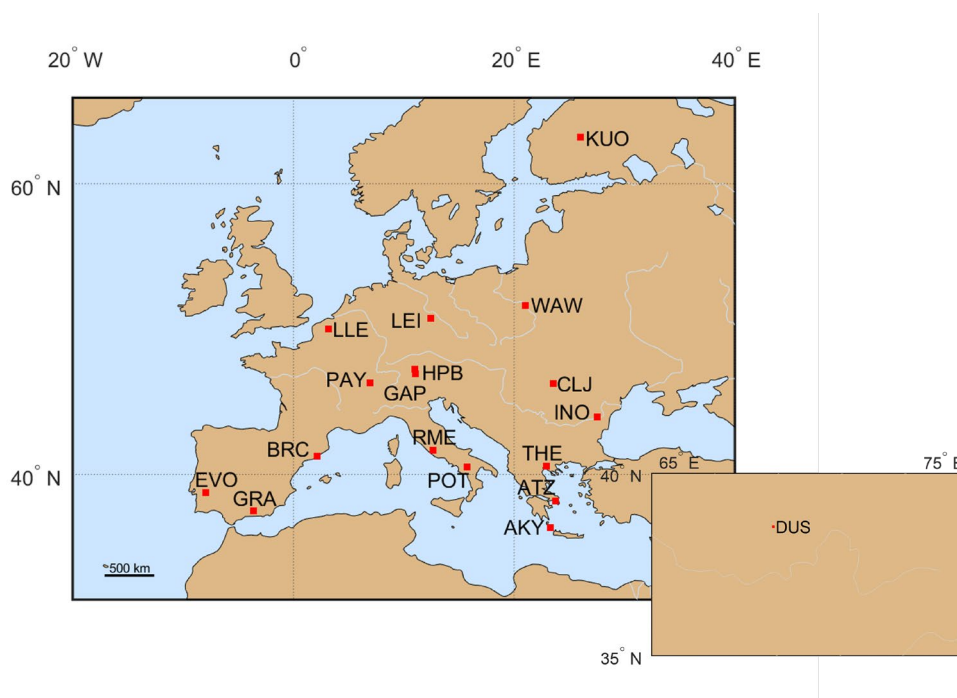 20° W 0° 20° E 40° E
KUO
60° N
WAW
LEI
LLE
HPB
PAY
GAP
CLJ
INO
RME
BRC
THE
POT
40° N 65° E 75° E
40° N
EVO
ATZ
GRA
AKY
DUS
500 km
35° N